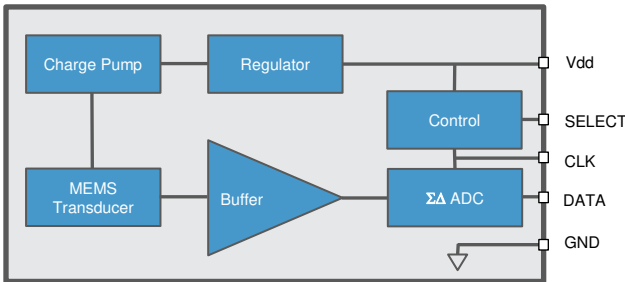 Charge Pump
Regulator
Vdd
Control
SELECT
CLK
MEMS
Transducer
Buffer
ΣΔ ADC
DATA
GND